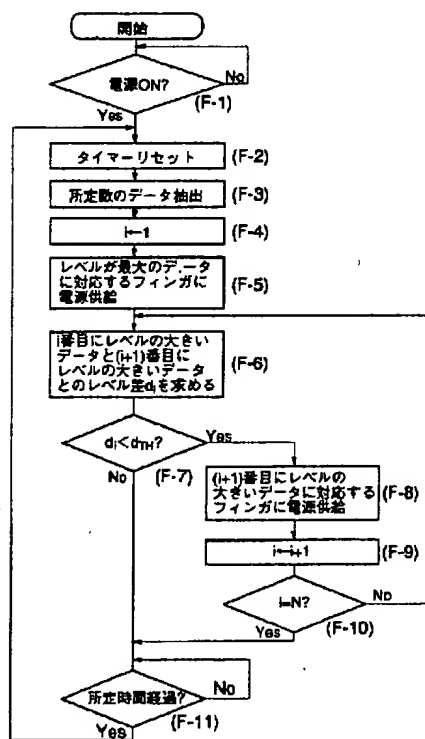 開始
電源ON?
No
(F-1)
Yes
タイマーリセット
(F-2)
所定数のデータ抽出
(F-3)
i←1
(F-4)
レベルが最大のデータ
に対応するフィンガに
電源供給
(F-5)
i番目にレベルの大きい
データと(i+1)番目に
レベルの大きいデータ
とのレベル差diを求める
(F-6)
di<dTH?
Yes
(F-7)
No
(i+1)番目にレベルの
大きいデータに対応する
フィンガに電源供給
(F-8)
i←i+1
(F-9)
i=N?
No
(F-10)
Yes
所定時間経過?
No
(F-11)
Yes